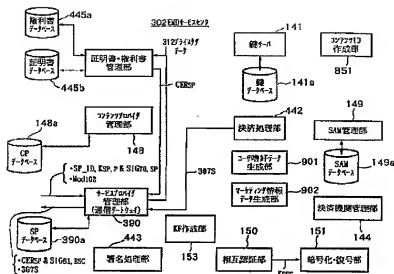 445a
権利書
データベース
証明書
データベース
445b
302 EMDサービスセンタ
312プライスタグ
データ
証明書・権利書
管理部
CERSP
141
鍵サーバ
鍵
データベース
141a
コンテンツID
作成部
851
148a
CP
データベース
コンテンツプロバイダ
管理部
148
442
決済処理部
149
SAM管理部
SAM
データベース
149a
ユーザ嗜好データ
生成部
901
マーケティング情報
データ生成部
902
307S
・SP_ID, KSP,P & SIG70, SP
・Mod102
サービスプロバイダ
管理部
(通信ゲートウェイ)
390
SP
データベース
390a
・CERSP & SIG61, ESC
・307S
443
署名処理部
KF作成部
153
150
相互認証部
151
暗号化・復号部
決済機関管理部
144